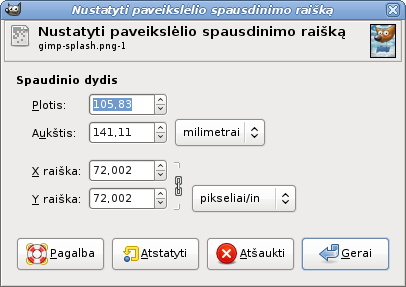 Nustatyti paveikslėlio spausdinimo raišką
Nustatyti paveikslėlio spausdinimo raišką
gimp-splash.png-1
Spaudinio dydis
Plotis: 105,83
Aukštis: 141,11 milimetrai
X raiška: 72,002
Y raiška: 72,002 pikseliai/in
Pagalba Atstatyti Atšaukti Gerai